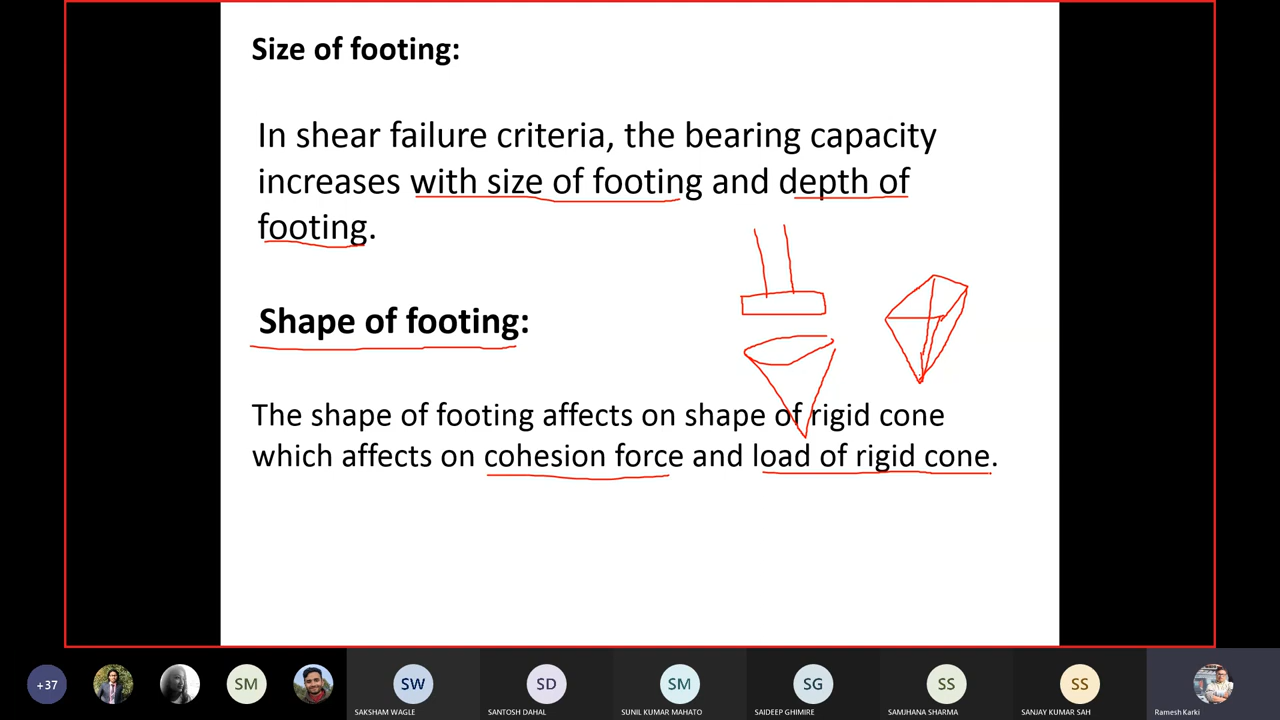 Size of footing:
In shear failure criteria, the bearing capacity
increases with size of footing and depth of
footing.
Shape of footing:
The shape of footing affects on shape of rigid cone
which affects on cohesion force and load of rigid cone.
+37
SM
SW
SD
SM
SG
SS
SS
SAKSHAM WAGLE
SANTOSH DAHAL
SUNIL KUMAR MAHATO
SAIDEEP GHIMIRE
SAMJHANA SHARMA
SANJAY KUMAR SAH
Ramesh Karki